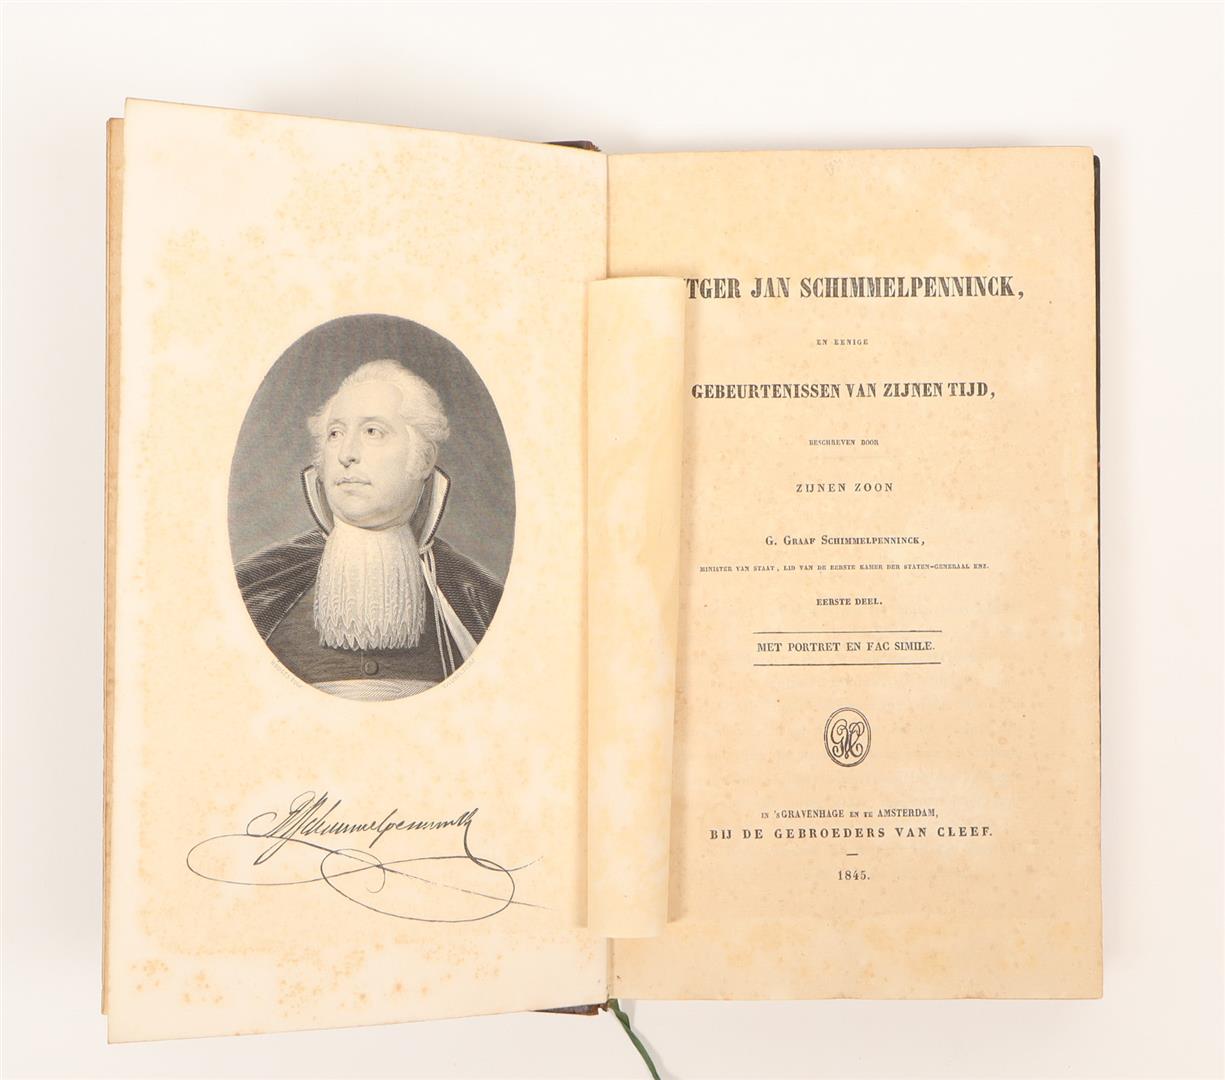 RJSchimmelpenninck
TGER JAN SCHIMMELPENNINCK,
EN EENIGE
GEBEURTENISSEN VAN ZIJNEN TIJD,
BESCHREVEN DOOR
ZIJNEN ZOON
G. GRAAF SCHIMMELPENNINCK,
MINISTER VAN STAAT, LID VAN DE EERSTE KAMER DER STATEN-GENERAAL ENZ.
EERSTE DEEL.
MET PORTRET EN FAC SIMILE.
IN 'sGRAVENHAGE EN TE AMSTERDAM,
BIJ DE GEBROEDERS VAN CLEEF.
1845.